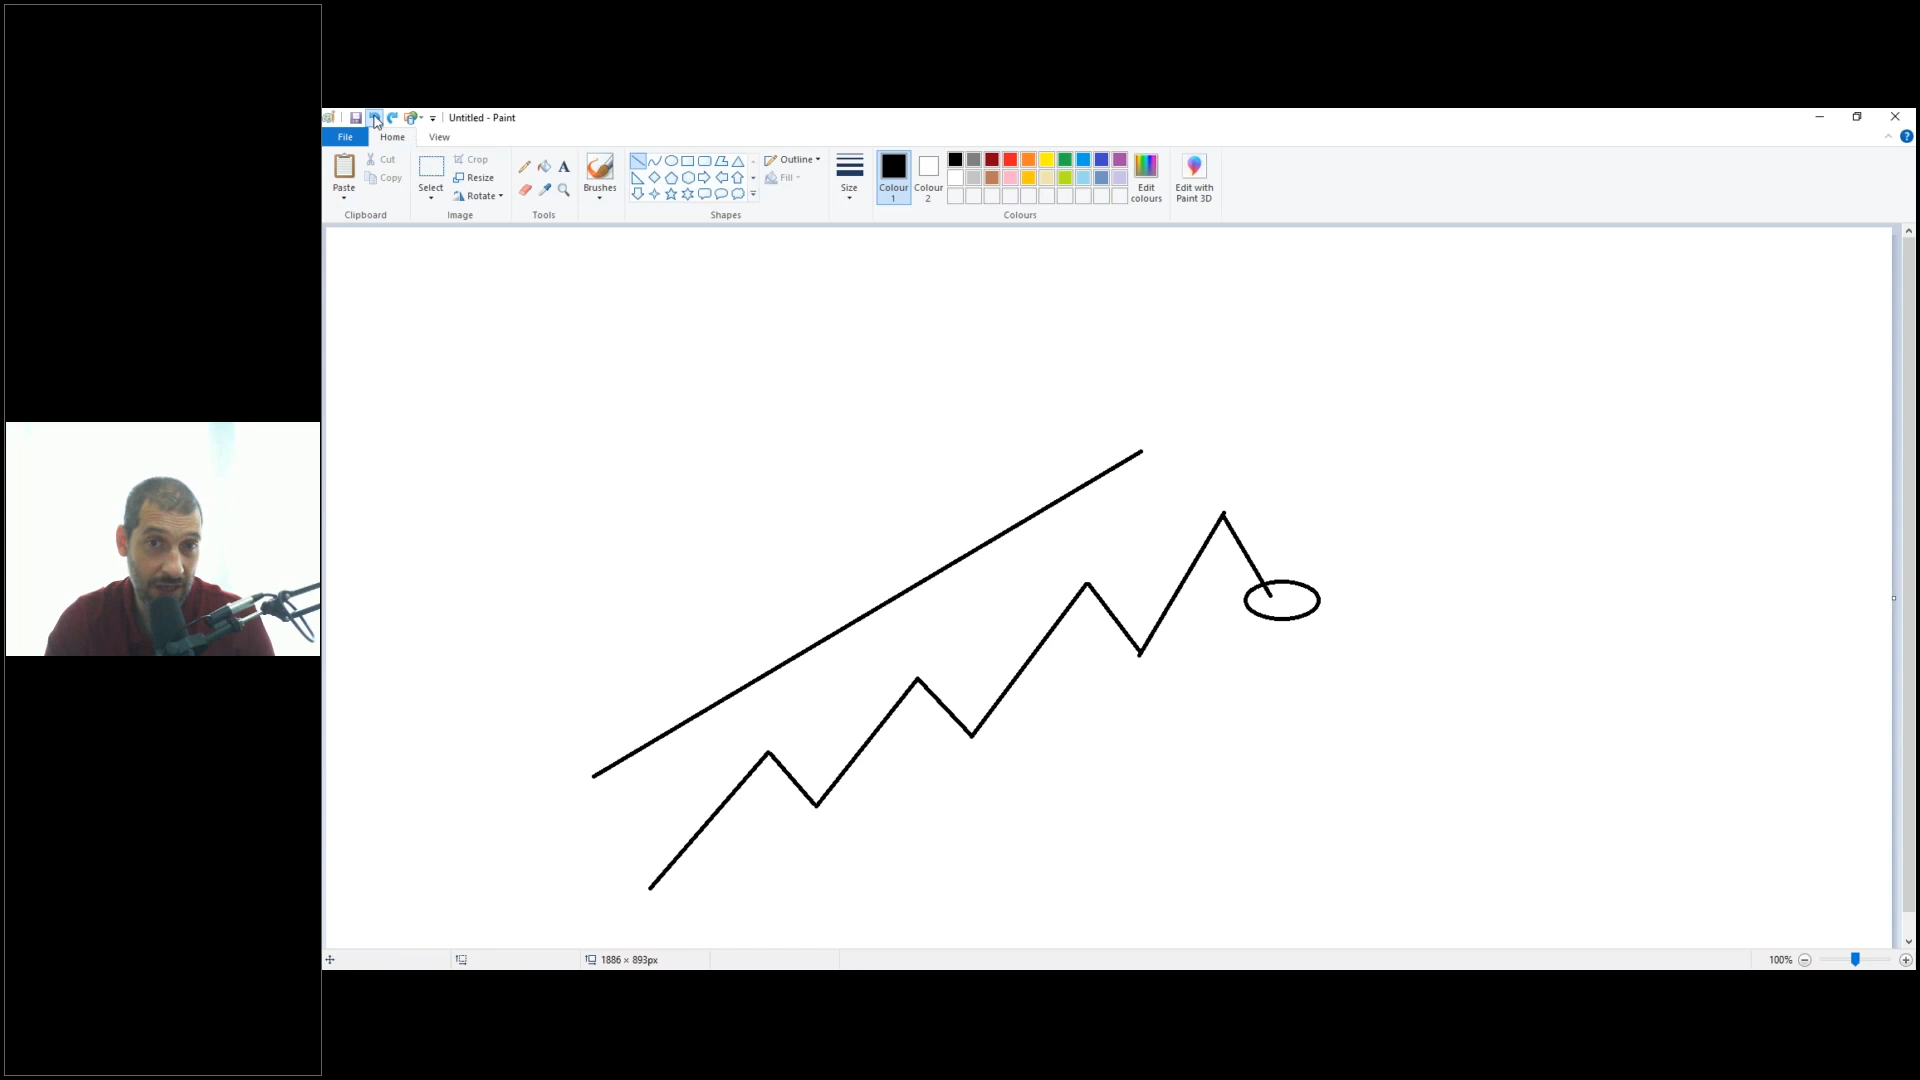 Untitled - Paint
File Home View
Paste
Cut
Copy
Clipboard
Select
Crop
Resize
Rotate
Image
A
Tools
Brushes
Outline
Fill
Shapes
Size
Colour 1
Colour 2
Edit colours
Colours
Edit with Paint 3D
1886 × 893px
100%